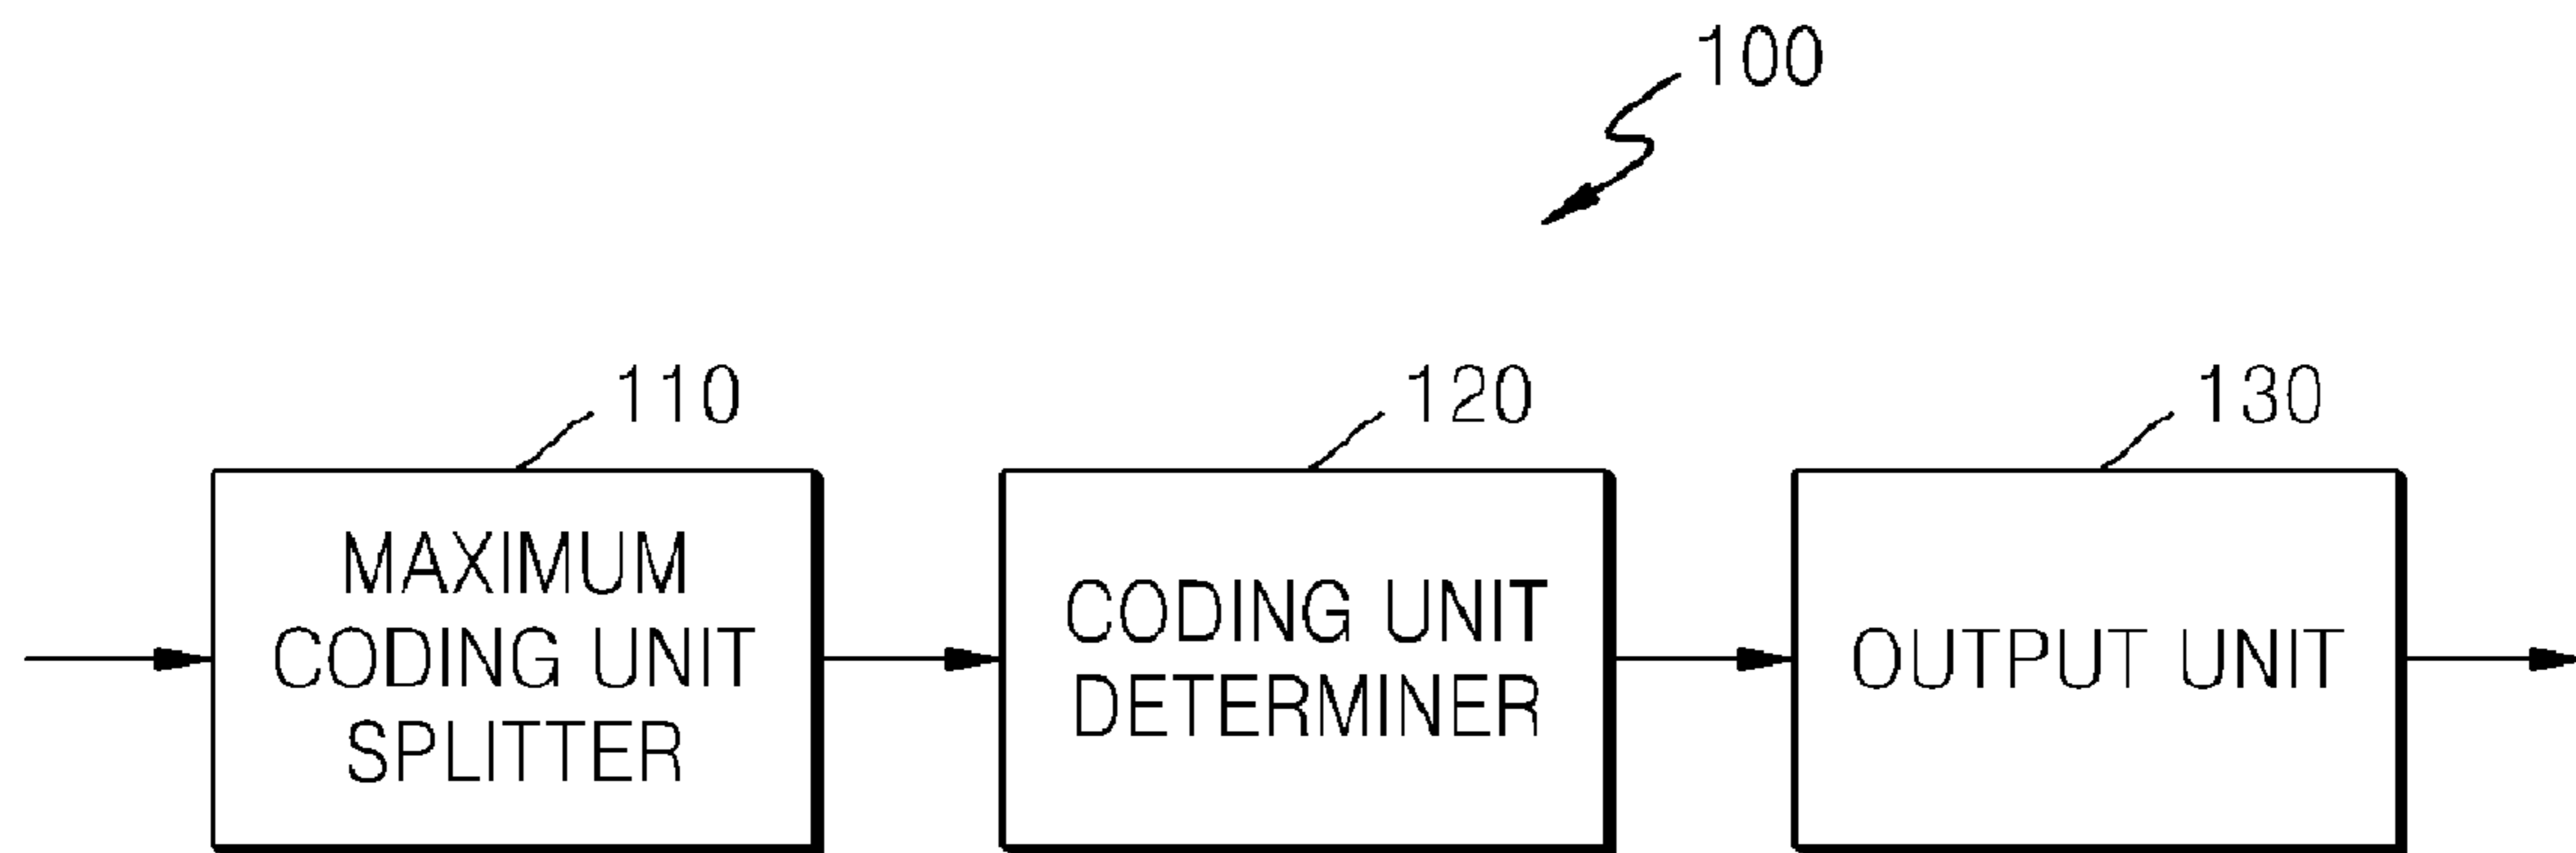 100
110
120
130
MAXIMUM
CODING UNIT
SPLITTER
CODING UNIT
DETERMINER
OUTPUT UNIT